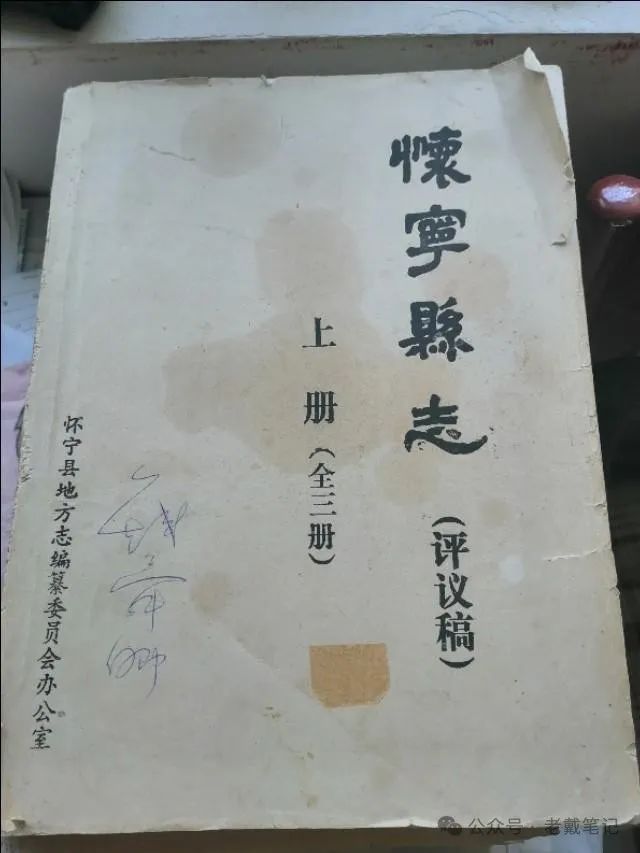 懷寧縣志
（评议稿）
上册（全三册）
怀宁县地方志编纂委员会办公室
公众号·老戴笔记